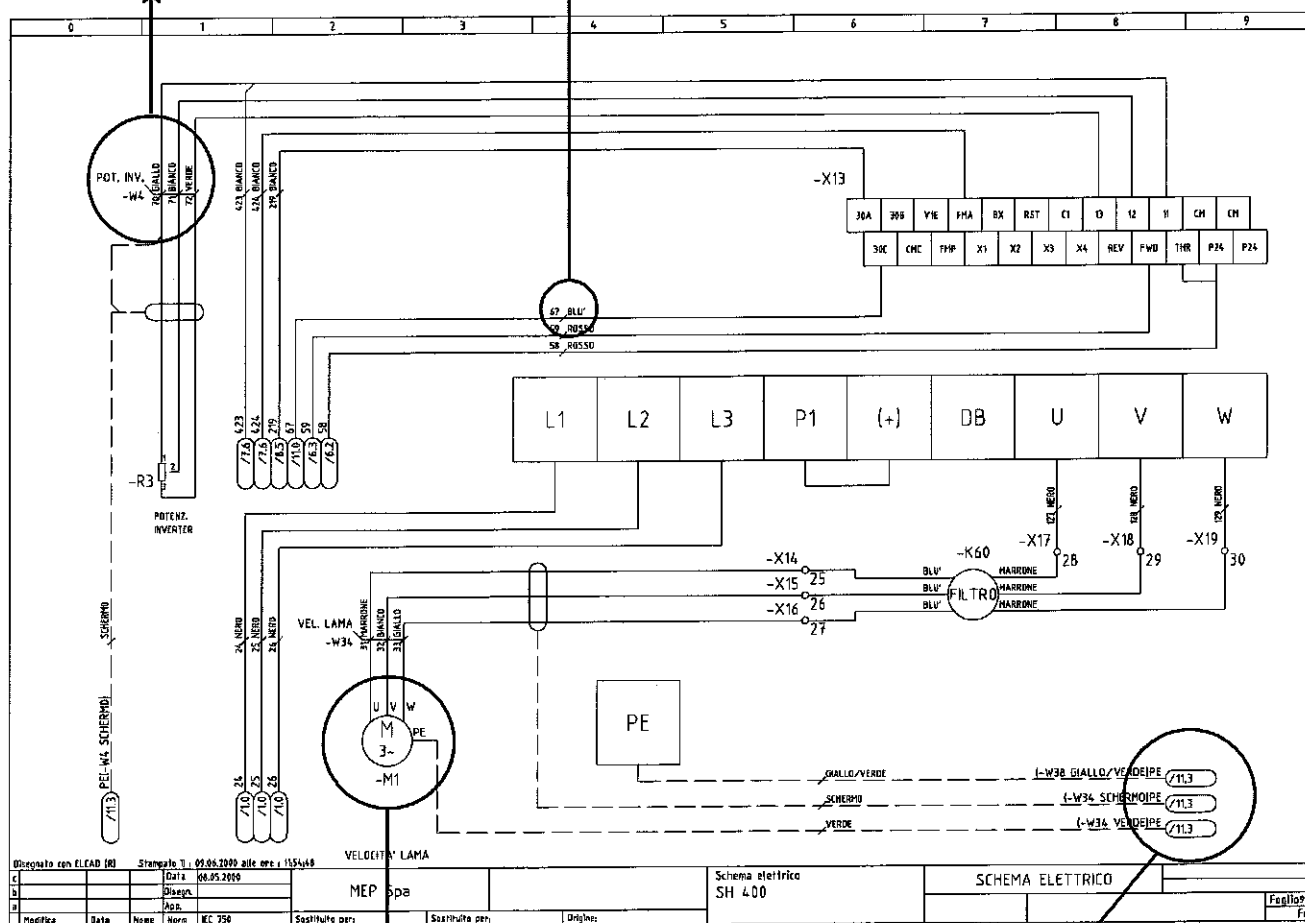 0 1 2 3 4 5 6 7 8 9
POT. INV.
-W4
70 GIALLO
71 BIANCO
72 VERDE
423 BIANCO
424 BIANCO
219 BIANCO
-X13
30A 30B Y1E FMA BX RST C1 13 12 11 CM CM
30C CMC FMP X1 X2 X3 X4 REV FWD THR P24 P24
67 BLU'
59 ROSSO
58 ROSSO
L1 L2 L3 P1 (+) DB U V W
423 424 219 67 59 58
/7.6 /7.6 /6.5 /11.0 /6.3 /6.2
1
2
-R3
POTENZ.
INVERTER
127 NERO
128 NERO
129 NERO
-X17 28
-X18 29
-X19 30
-X14 25
-X15 26
-X16 27
-K60
FILTRO
BLU' MARRONE
BLU' MARRONE
BLU' MARRONE
SCHERMO
24 NERO
25 NERO
26 NERO
VEL. LAMA
-W34
31 MARRONE
32 BIANCO
33 GIALLO
U V W
M
3~
PE
-M1
PE
PE(-W4 SCHERMO)
/11.3
24 25 26
/1.0 /1.0 /1.0
GIALLO/VERDE (-W38 GIALLO/VERDE)PE /11.3
SCHERMO (-W34 SCHERMO)PE /11.3
VERDE (-W34 VERDE)PE /11.3
VELOCITA' LAMA
Disegnato con ELCAD (R) Stampato il : 09.06.2000 alle ore : 11:54:48
c
b
a
Data 08.05.2000
Disegn.
App.
Modifica Data Nome Norm IEC 750
MEP Spa
Sostituito per:
Sostituito per:
Origine:
Schema elettrico
SH 400
SCHEMA ELETTRICO